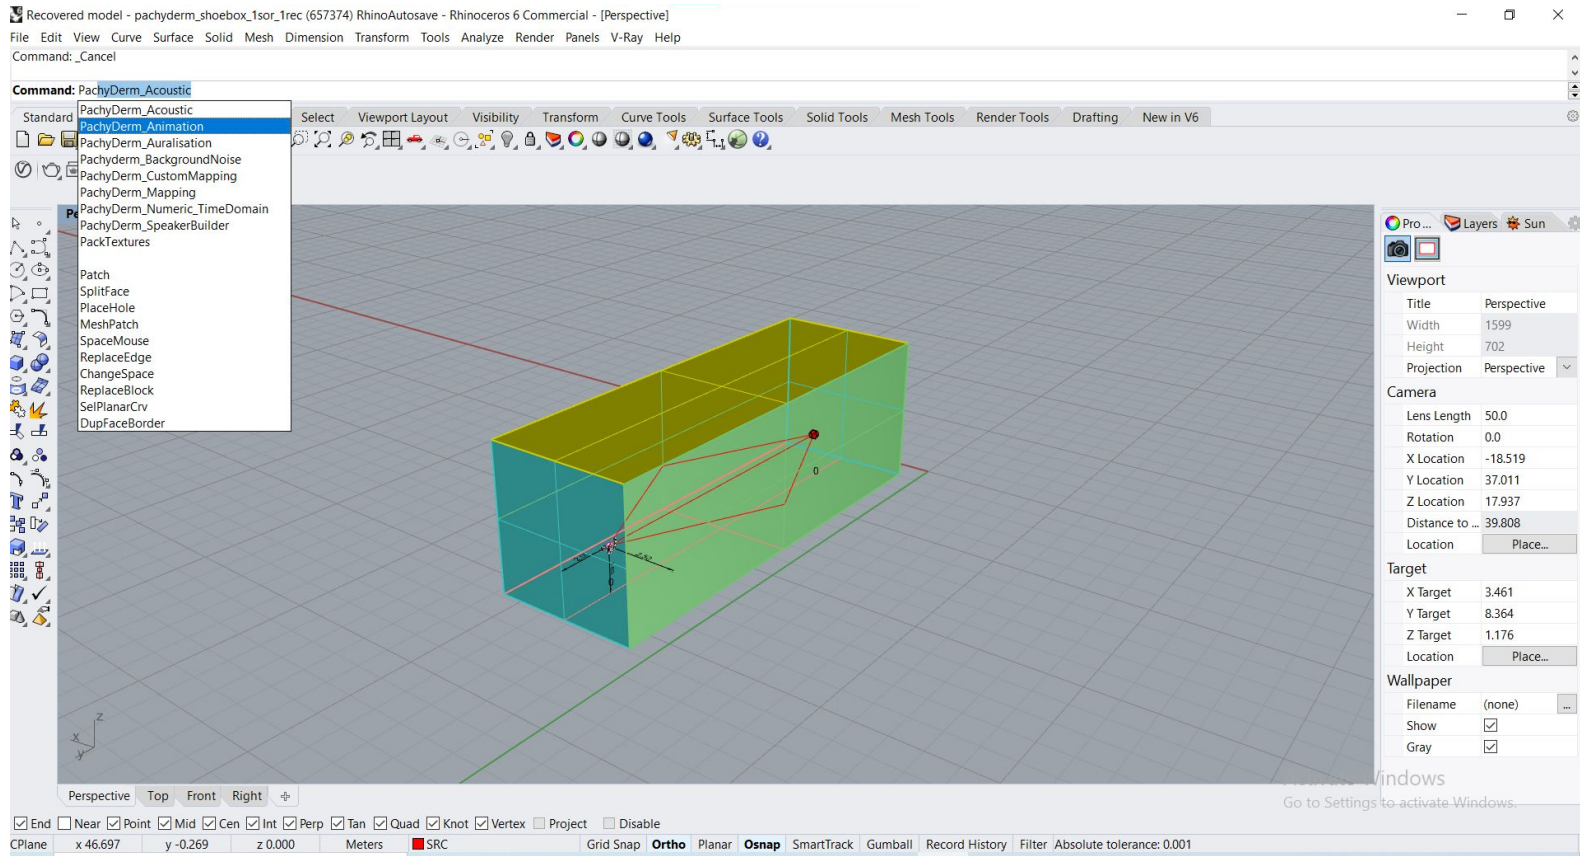 Recovered model - pachyderm_shoebox_1sor_1rec (657374) RhinoAutosave - Rhinoceros 6 Commercial - [Perspective]
File Edit View Curve Surface Solid Mesh Dimension Transform Tools Analyze Render Panels V-Ray Help
Command: _Cancel
Command: PachyDerm_Acoustic
Standard Select Viewport Layout Visibility Transform Curve Tools Surface Tools Solid Tools Mesh Tools Render Tools Drafting New in V6
PachyDerm_Acoustic
PachyDerm_Animation
PachyDerm_Auralisation
Pachyderm_BackgroundNoise
PachyDerm_CustomMapping
PachyDerm_Mapping
PachyDerm_Numeric_TimeDomain
PachyDerm_SpeakerBuilder
PackTextures
Patch
SplitFace
PlaceHole
MeshPatch
SpaceMouse
ReplaceEdge
ChangeSpace
ReplaceBlock
SelPlanarCrv
DupFaceBorder
Pe
0
0
z
x
y
Pro... Layers Sun
Viewport
Title Perspective
Width 1599
Height 702
Projection Perspective
Camera
Lens Length 50.0
Rotation 0.0
X Location -18.519
Y Location 37.011
Z Location 17.937
Distance to ... 39.808
Location Place...
Target
X Target 3.461
Y Target 8.364
Z Target 1.176
Location Place...
Wallpaper
Filename (none) ...
Show
Gray
Activate Windows
Go to Settings to activate Windows.
Perspective Top Front Right
End Near Point Mid Cen Int Perp Tan Quad Knot Vertex Project Disable
CPlane x 46.697 y -0.269 z 0.000 Meters SRC Grid Snap Ortho Planar Osnap SmartTrack Gumball Record History Filter Absolute tolerance: 0.001